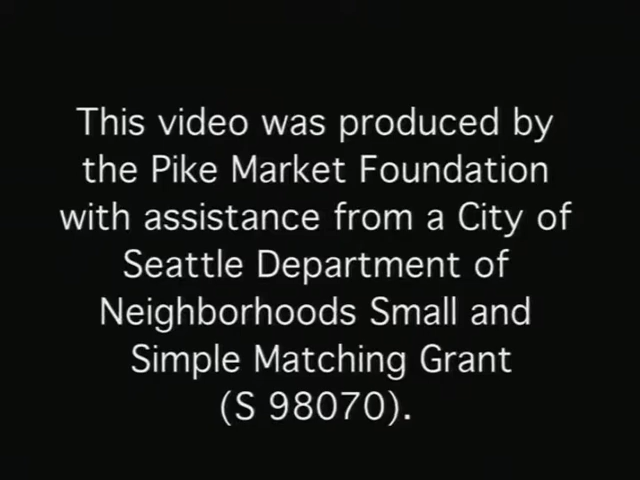 This video was produced by
the Pike Market Foundation
with assistance from a City of
Seattle Department of
Neighborhoods Small and
Simple Matching Grant
(S 98070).